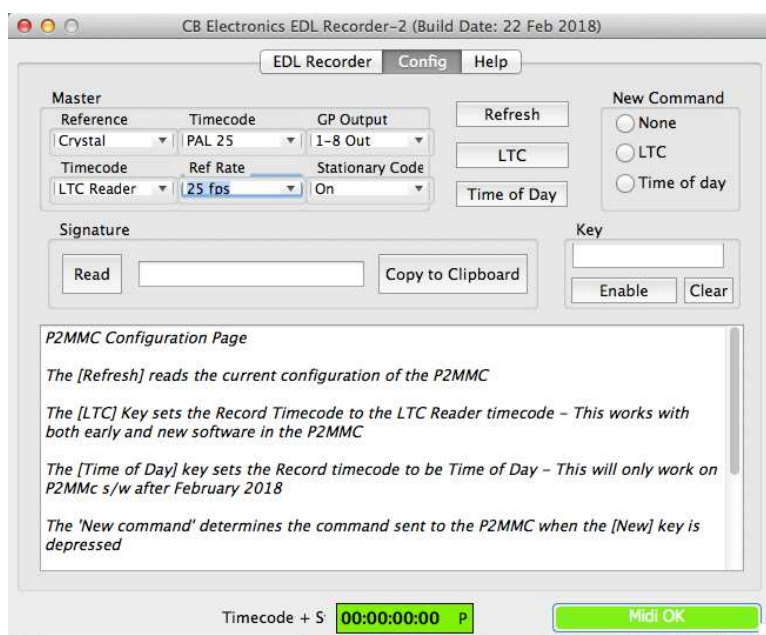 CB Electronics EDL Recorder-2 (Build Date: 22 Feb 2018)
EDL Recorder Config Help
Master
Reference Timecode GP Output
Crystal PAL 25 1-8 Out
Timecode Ref Rate Stationary Code
LTC Reader 25 fps On
Refresh
LTC
Time of Day
New Command
None
LTC
Time of day
Signature
Read Copy to Clipboard
Key
Enable Clear
P2MMC Configuration Page
The [Refresh] reads the current configuration of the P2MMC
The [LTC] Key sets the Record Timecode to the LTC Reader timecode - This works with
both early and new software in the P2MMC
The [Time of Day] key sets the Record timecode to be Time of Day - This will only work on
P2MMc s/w after February 2018
The 'New command' determines the command sent to the P2MMC when the [New] key is
depressed
Timecode + S 00:00:00:00 P Midi OK